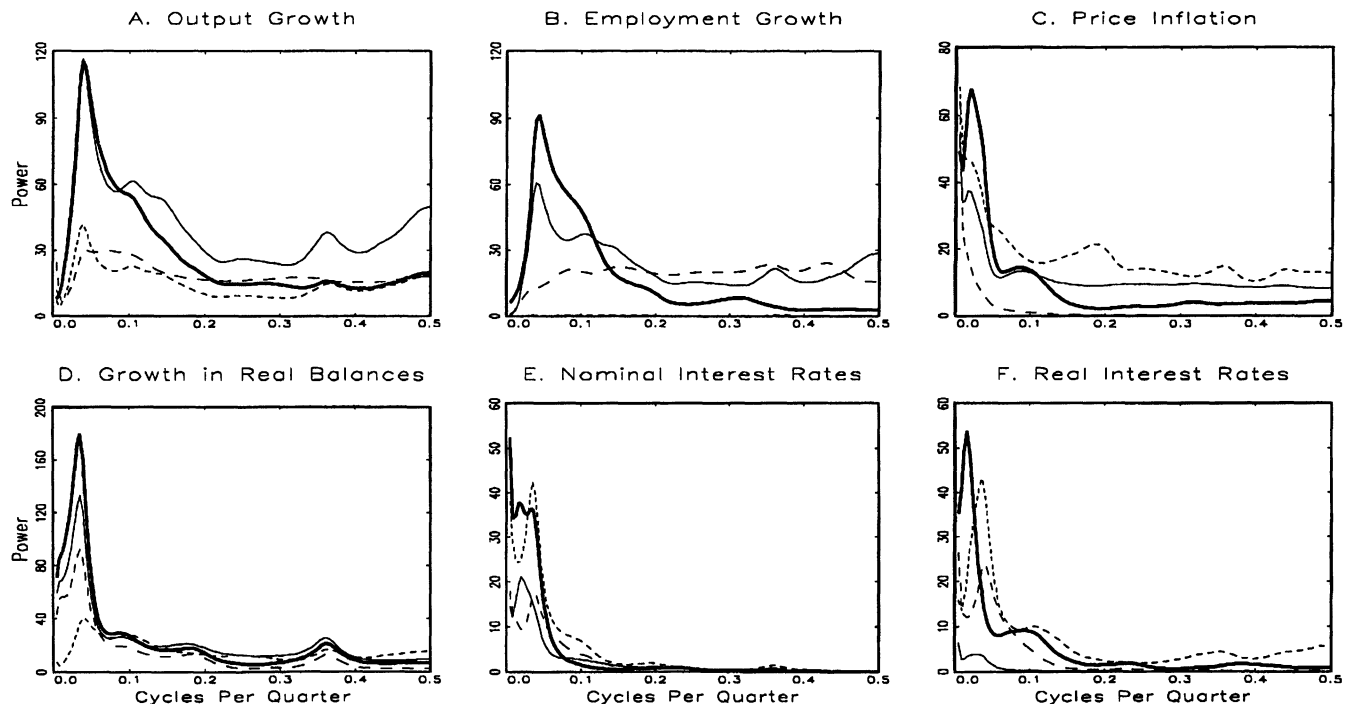 A. Output Growth
B. Employment Growth
C. Price Inflation
Power
120
90
60
30
0
0.0 0.1 0.2 0.3 0.4 0.5
120
90
60
30
0
0.0 0.1 0.2 0.3 0.4 0.5
80
60
40
20
0
0.0 0.1 0.2 0.3 0.4 0.5
D. Growth in Real Balances
E. Nominal Interest Rates
F. Real Interest Rates
Power
200
160
120
80
40
0
0.0 0.1 0.2 0.3 0.4 0.5
Cycles Per Quarter
60
50
40
30
20
10
0
0.0 0.1 0.2 0.3 0.4 0.5
Cycles Per Quarter
60
50
40
30
20
10
0
0.0 0.1 0.2 0.3 0.4 0.5
Cycles Per Quarter